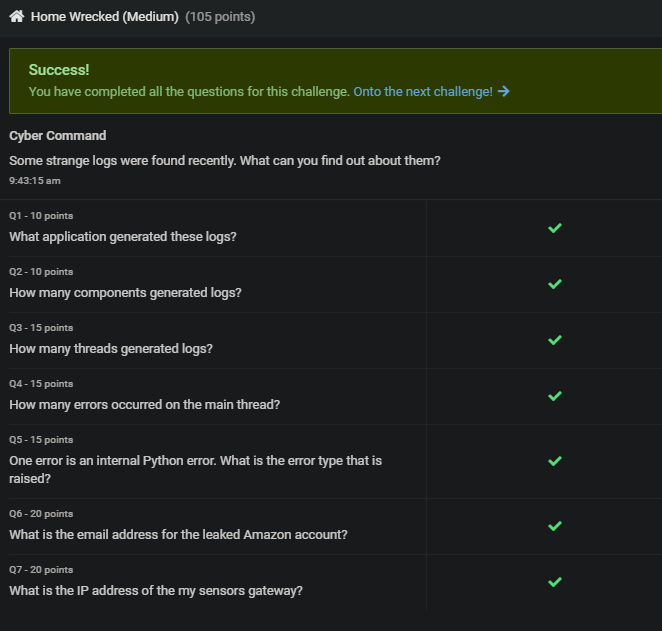 Home Wrecked (Medium) (105 points)
Success!
You have completed all the questions for this challenge. Onto the next challenge!
Cyber Command
Some strange logs were found recently. What can you find out about them?
9:43:15 am
Q1 - 10 points
What application generated these logs?
Q2 - 10 points
How many components generated logs?
Q3 - 15 points
How many threads generated logs?
Q4 - 15 points
How many errors occurred on the main thread?
Q5 - 15 points
One error is an internal Python error. What is the error type that is
raised?
Q6 - 20 points
What is the email address for the leaked Amazon account?
Q7 - 20 points
What is the IP address of the my sensors gateway?